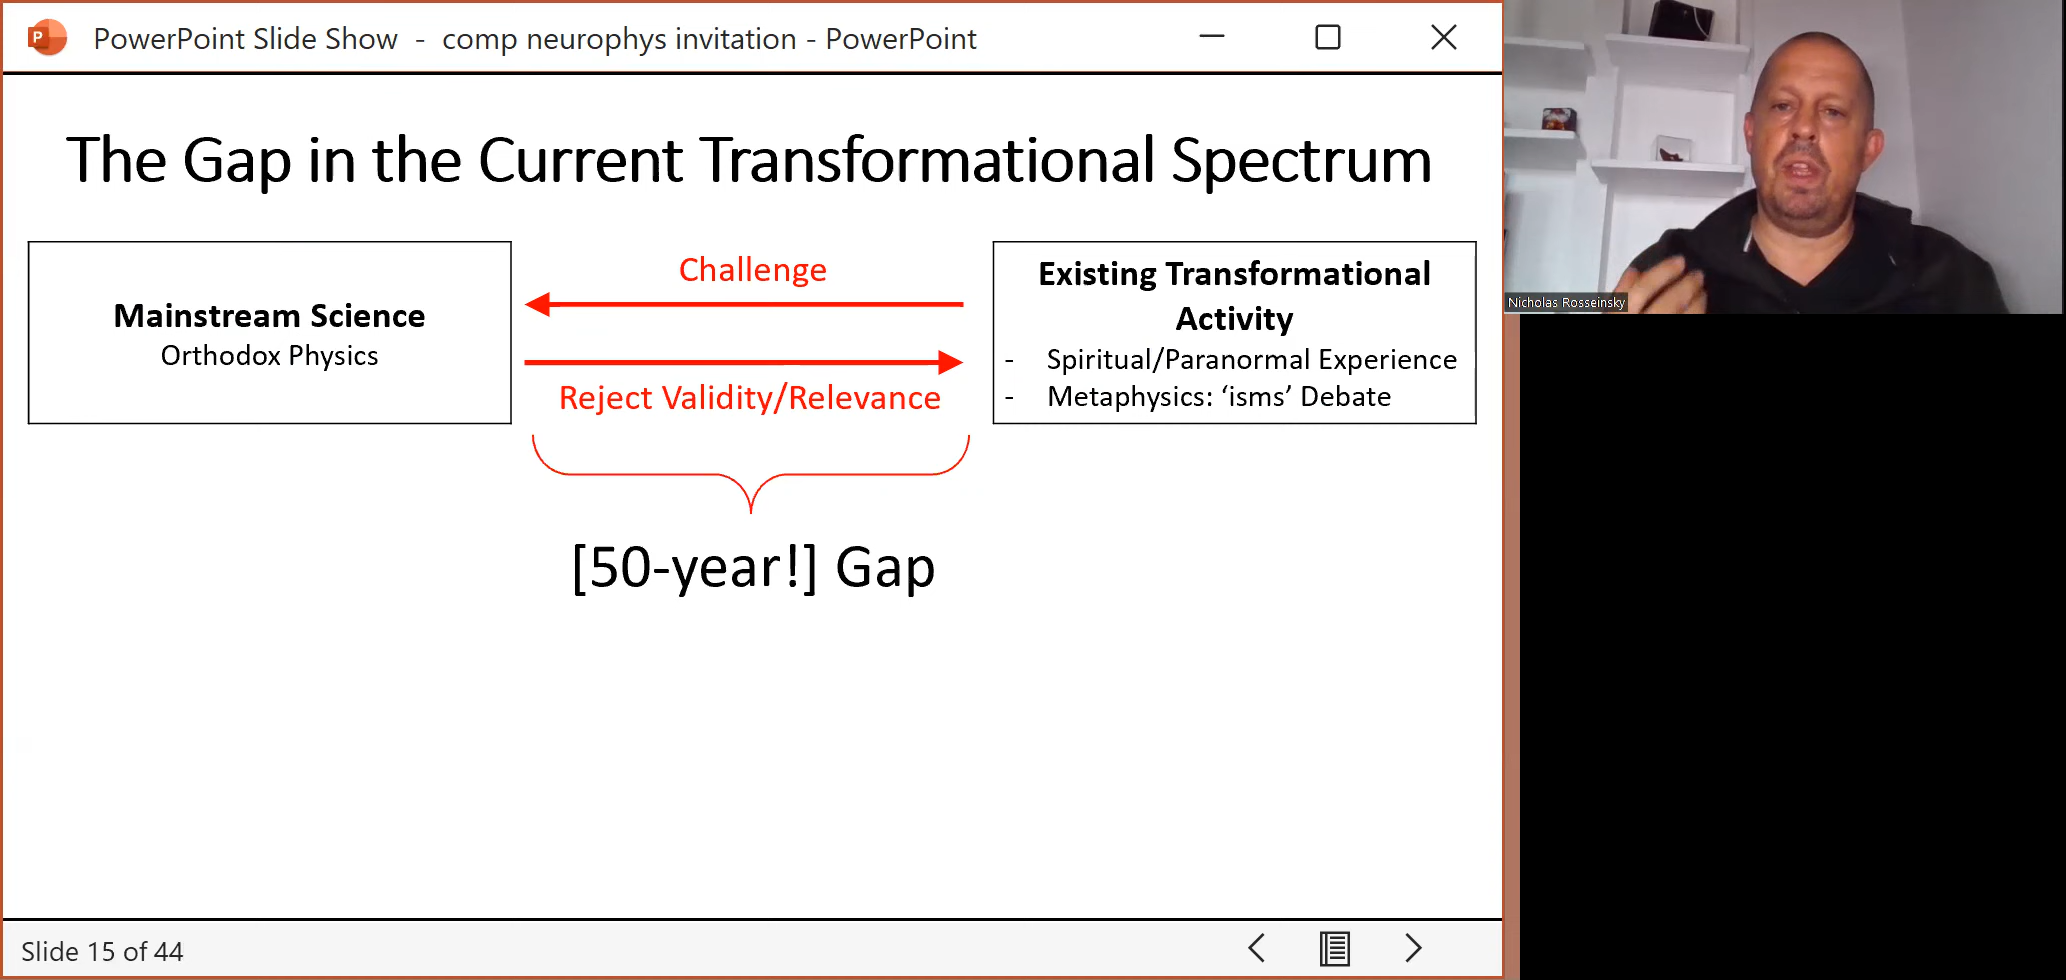 PowerPoint Slide Show - comp neurophys invitation - PowerPoint
The Gap in the Current Transformational Spectrum
Mainstream Science
Orthodox Physics
Challenge
Reject Validity/Relevance
Existing Transformational
Activity
- Spiritual/Paranormal Experience
- Metaphysics: ‘isms’ Debate
[50-year!] Gap
Slide 15 of 44
Nicholas Rosseinsky